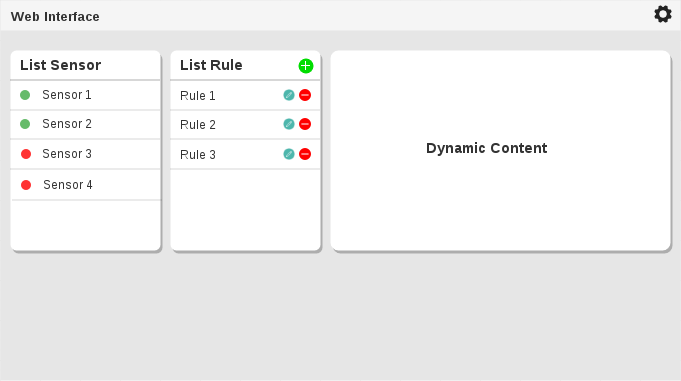 Web Interface
List Sensor
Sensor 1
Sensor 2
Sensor 3
Sensor 4
List Rule
Rule 1
Rule 2
Rule 3
Dynamic Content